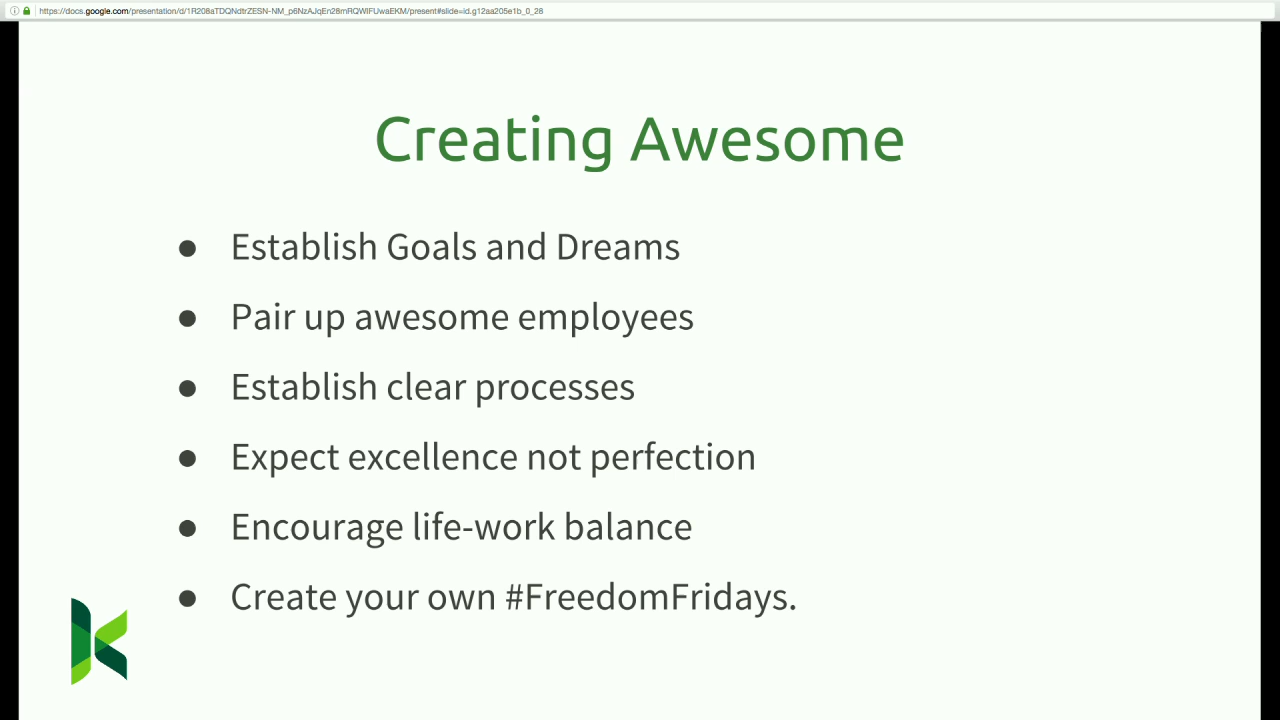 https://docs.google.com/presentation/d/1R208aTDQNdtrZESN-NM_p6NzAJqEn28mRQWIFUwaEKM/present#slide=id.g12aa205e1b_0_28
Creating Awesome
● Establish Goals and Dreams
● Pair up awesome employees
● Establish clear processes
● Expect excellence not perfection
● Encourage life-work balance
● Create your own #FreedomFridays.